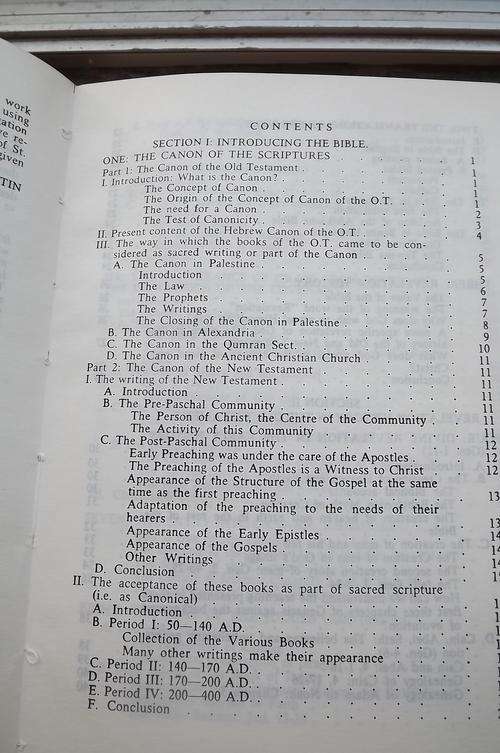 work
using
ation
ve re-
of St.
given
TIN
CONTENTS
SECTION I: INTRODUCING THE BIBLE.
ONE: THE CANON OF THE SCRIPTURES . . . . . . 1
Part 1: The Canon of the Old Testament . . . . . . 1
I. Introduction: What is the Canon? . . . . . . 1
The Concept of Canon . . . . . . 1
The Origin of the Concept of Canon of the O.T. . . . 1
The need for a Canon . . . . . . 2
The Test of Canonicity . . . . . . 3
II. Present content of the Hebrew Canon of the O.T. . . . 4
III. The way in which the books of the O.T. came to be con-
sidered as sacred writing or part of the Canon . . . 5
A. The Canon in Palestine . . . . . . 5
Introduction . . . . . . 5
The Law . . . . . . 6
The Prophets . . . . . . 7
The Writings . . . . . . 7
The Closing of the Canon in Palestine . . . . 8
B. The Canon in Alexandria . . . . . . 9
C. The Canon in the Qumran Sect. . . . . . 10
D. The Canon in the Ancient Christian Church . . . . 11
Part 2: The Canon of the New Testament . . . . . 11
I. The writing of the New Testament . . . . . . 11
A. Introduction . . . . . . 11
B. The Pre-Paschal Community . . . . . . 11
The Person of Christ, the Centre of the Community . . 11
The Activity of this Community . . . . . 11
C. The Post-Paschal Community . . . . . . 12
Early Preaching was under the care of the Apostles . . . 12
The Preaching of the Apostles is a Witness to Christ . 12
Appearance of the Structure of the Gospel at the same
time as the first preaching . . . . . . 13
Adaptation of the preaching to the needs of their
hearers . . . . . . 13
Appearance of the Early Epistles . . . . .
Appearance of the Gospels . . . . . .
Other Writings . . . . . .
D. Conclusion . . . . . .
II. The acceptance of these books as part of sacred scripture
(i.e. as Canonical) . . . . . .
A. Introduction . . . . . .
B. Period I: 50—140 A.D. . . . . . .
Collection of the Various Books . . . . .
Many other writings make their appearance . . . .
C. Period II: 140—170 A.D. . . . . . .
D. Period III: 170—200 A.D. . . . . . .
E. Period IV: 200—400 A.D. . . . . . .
F. Conclusion . . . . . .